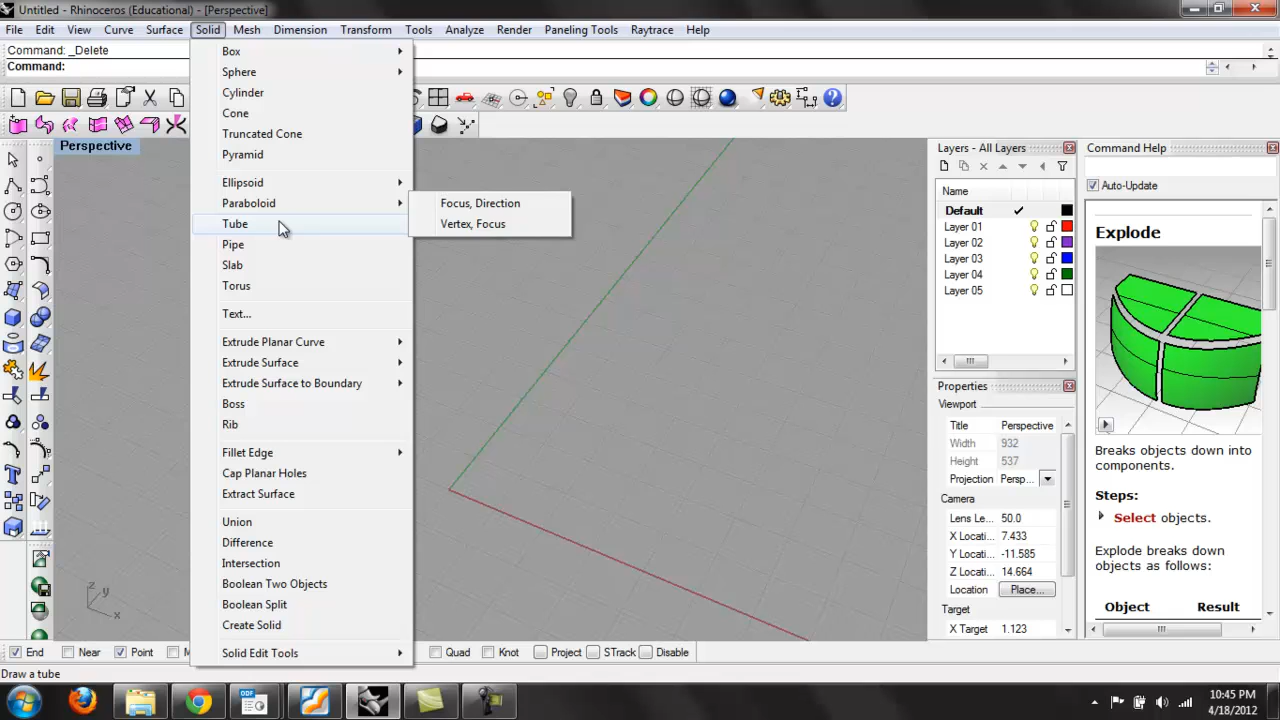 Untitled - Rhinoceros (Educational) - [Perspective]
File Edit View Curve Surface Solid Mesh Dimension Transform Tools Analyze Render Paneling Tools Raytrace Help
Command: _Delete
Command:
Perspective
Box
Sphere
Cylinder
Cone
Truncated Cone
Pyramid
Ellipsoid
Paraboloid
Tube
Pipe
Slab
Torus
Text...
Extrude Planar Curve
Extrude Surface
Extrude Surface to Boundary
Boss
Rib
Fillet Edge
Cap Planar Holes
Extract Surface
Union
Difference
Intersection
Boolean Two Objects
Boolean Split
Create Solid
Solid Edit Tools
Focus, Direction
Vertex, Focus
z
y
x
Layers - All Layers
Name
Default
Layer 01
Layer 02
Layer 03
Layer 04
Layer 05
Properties
Viewport
Title Perspective
Width 932
Height 537
Projection Persp...
Camera
Lens Le... 50.0
X Locati... 7.433
Y Locati... -11.585
Z Locati... 14.664
Location Place...
Target
X Target 1.123
Command Help
Auto-Update
Explode
Breaks objects down into
components.
Steps:
Select objects.
Explode breaks down
objects as follows:
Object Result
End Near Point M Quad Knot Project STrack Disable
Draw a tube
ODF
10:45 PM
4/18/2012